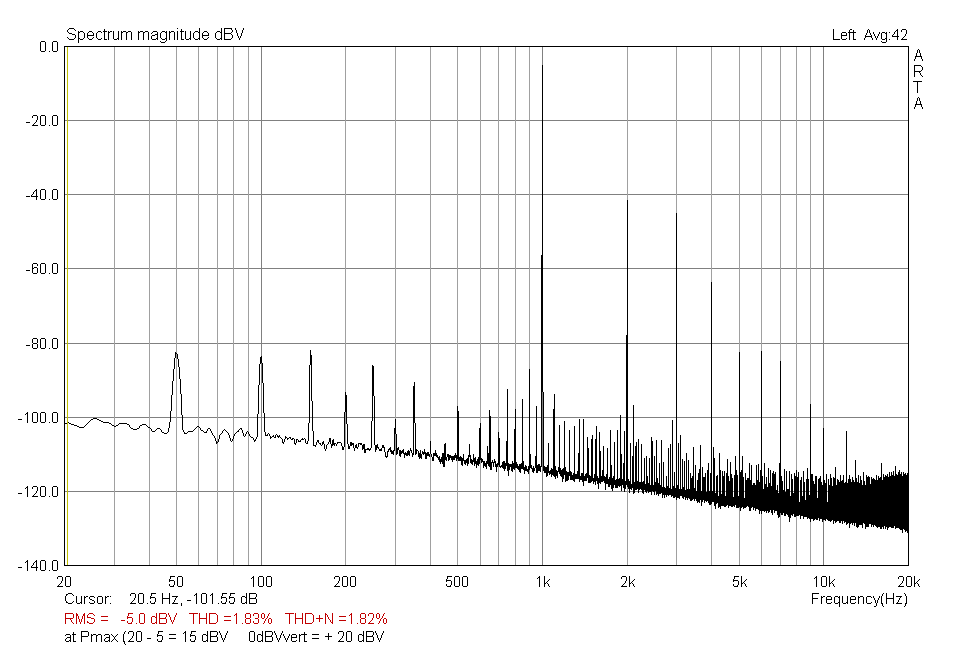 Spectrum magnitude dBV
Left Avg:42
0.0
A
R
T
A
-20.0
-40.0
-60.0
-80.0
-100.0
-120.0
-140.0
20 50 100 200 500 1k 2k 5k 10k 20k
Cursor: 20.5 Hz, -101.55 dB
Frequency(Hz)
RMS = -5.0 dBV THD =1.83% THD+N =1.82%
at Pmax (20 - 5 = 15 dBV 0dBVvert = + 20 dBV